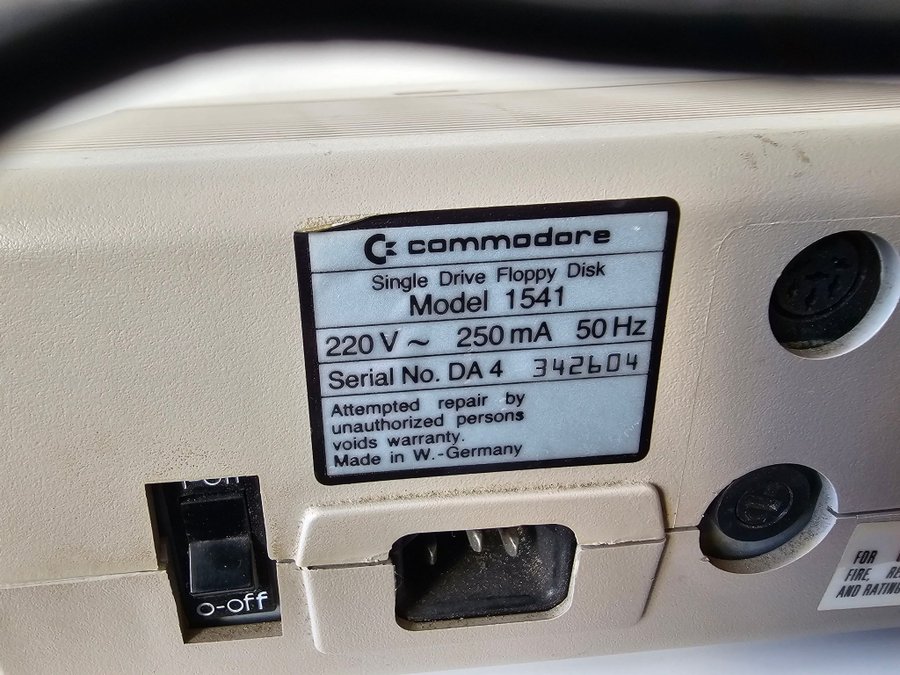 commodore
Single Drive Floppy Disk
Model 1541
220 V ~ 250 mA 50 Hz
Serial No. DA 4 342604
Attempted repair by
unauthorized persons
voids warranty.
Made in W.-Germany
o-off
FOR
FIRE,
AND RATING